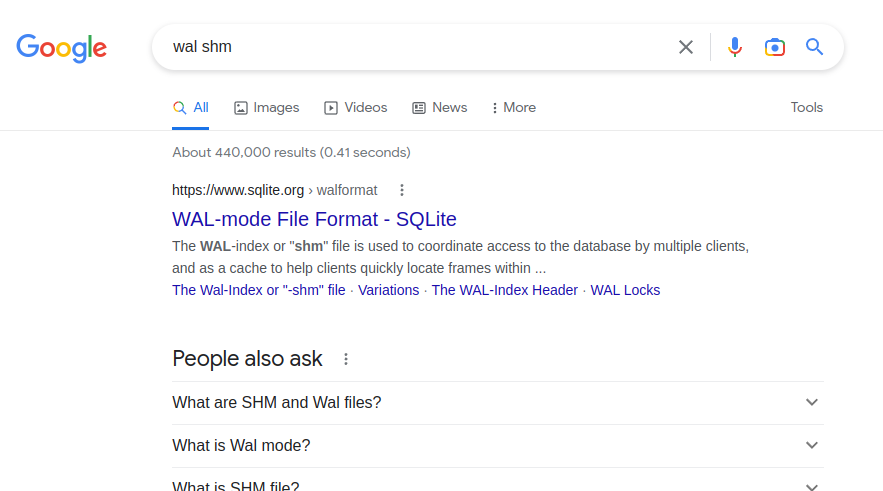 Google
wal shm
All Images Videos News More Tools
About 440,000 results (0.41 seconds)
https://www.sqlite.org › walformat
WAL-mode File Format - SQLite
The WAL-index or "shm" file is used to coordinate access to the database by multiple clients,
and as a cache to help clients quickly locate frames within ...
The Wal-Index or "-shm" file · Variations · The WAL-Index Header · WAL Locks
People also ask
What are SHM and Wal files?
What is Wal mode?
What is SHM file?